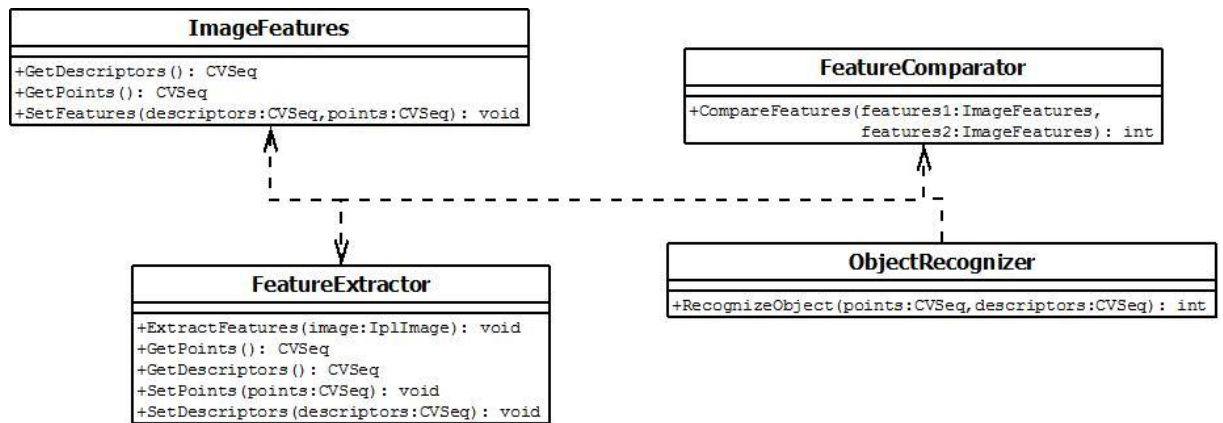 ImageFeatures
+GetDescriptors(): CVSeq
+GetPoints(): CVSeq
+SetFeatures(descriptors:CVSeq,points:CVSeq): void
FeatureComparator
+CompareFeatures(features1:ImageFeatures,
features2:ImageFeatures): int
FeatureExtractor
+ExtractFeatures(image:IplImage): void
+GetPoints(): CVSeq
+GetDescriptors(): CVSeq
+SetPoints(points:CVSeq): void
+SetDescriptors(descriptors:CVSeq): void
ObjectRecognizer
+RecognizeObject(points:CVSeq,descriptors:CVSeq): int